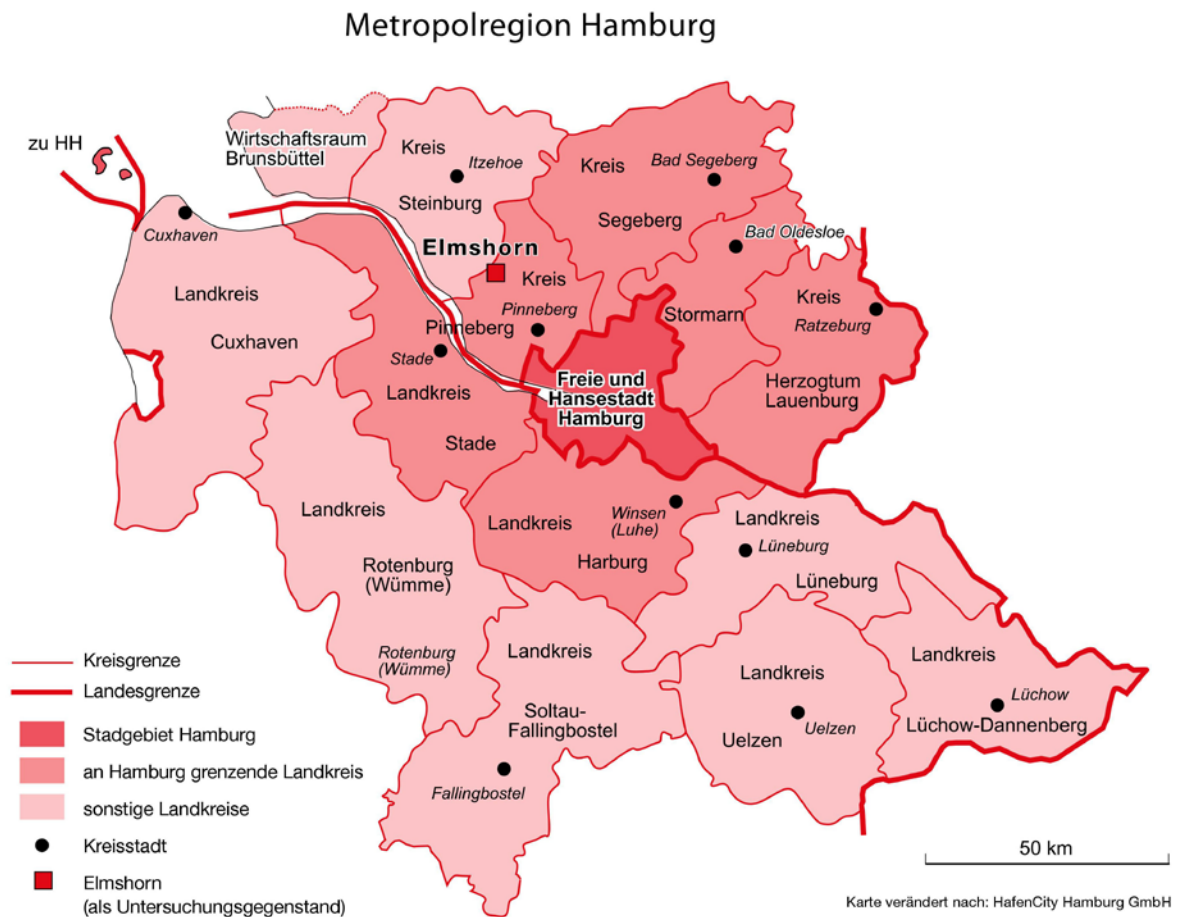 Metropolregion Hamburg
zu HH
Wirtschaftsraum
Brunsbüttel
Kreis
Itzehoe
Steinburg
Kreis
Bad Segeberg
Segeberg
Cuxhaven
Elmshorn
Bad Oldesloe
Landkreis
Cuxhaven
Kreis
Pinneberg
Pinneberg
Stormarn
Kreis
Ratzeburg
Stade
Landkreis
Stade
Freie und
Hansestadt
Hamburg
Herzogtum
Lauenburg
Landkreis
Rotenburg
(Wümme)
Rotenburg
(Wümme)
Landkreis
Winsen
(Luhe)
Harburg
Landkreis
Lüneburg
Lüneburg
Landkreis
Soltau-
Fallingbostel
Fallingbostel
Landkreis
Uelzen
Uelzen
Landkreis
Lüchow
Lüchow-Dannenberg
Kreisgrenze
Landesgrenze
Stadgebiet Hamburg
an Hamburg grenzende Landkreis
sonstige Landkreise
Kreisstadt
Elmshorn
(als Untersuchungsgegenstand)
50 km
Karte verändert nach: HafenCity Hamburg GmbH